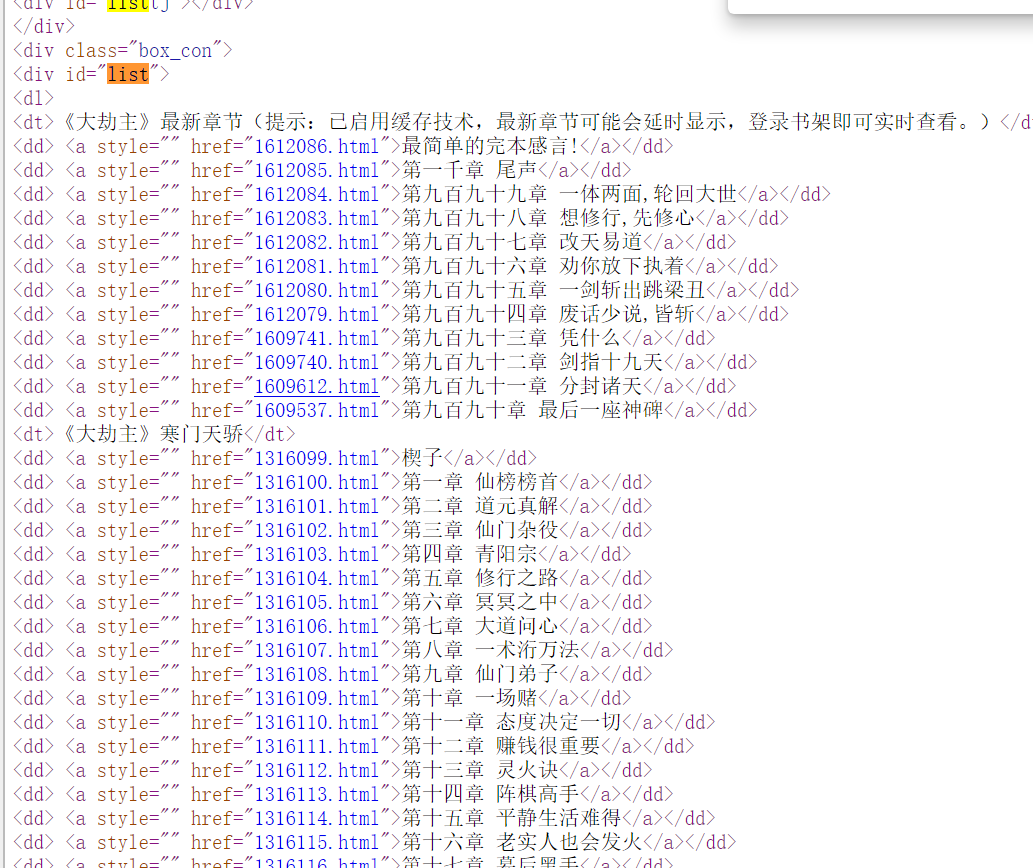 <div id="listtj"></div>
</div>
<div class="box_con">
<div id="list">
<dl>
<dt>《大劫主》最新章节（提示：已启用缓存技术，最新章节可能会延时显示，登录书架即可实时查看。）</d
<dd> <a style="" href="1612086.html">最简单的完本感言!</a></dd>
<dd> <a style="" href="1612085.html">第一千章 尾声</a></dd>
<dd> <a style="" href="1612084.html">第九百九十九章 一体两面,轮回大世</a></dd>
<dd> <a style="" href="1612083.html">第九百九十八章 想修行,先修心</a></dd>
<dd> <a style="" href="1612082.html">第九百九十七章 改天易道</a></dd>
<dd> <a style="" href="1612081.html">第九百九十六章 劝你放下执着</a></dd>
<dd> <a style="" href="1612080.html">第九百九十五章 一剑斩出跳梁丑</a></dd>
<dd> <a style="" href="1612079.html">第九百九十四章 废话少说,皆斩</a></dd>
<dd> <a style="" href="1609741.html">第九百九十三章 凭什么</a></dd>
<dd> <a style="" href="1609740.html">第九百九十二章 剑指十九天</a></dd>
<dd> <a style="" href="1609612.html">第九百九十一章 分封诸天</a></dd>
<dd> <a style="" href="1609537.html">第九百九十章 最后一座神碑</a></dd>
<dt>《大劫主》寒门天骄</dt>
<dd> <a style="" href="1316099.html">楔子</a></dd>
<dd> <a style="" href="1316100.html">第一章 仙榜榜首</a></dd>
<dd> <a style="" href="1316101.html">第二章 道元真解</a></dd>
<dd> <a style="" href="1316102.html">第三章 仙门杂役</a></dd>
<dd> <a style="" href="1316103.html">第四章 青阳宗</a></dd>
<dd> <a style="" href="1316104.html">第五章 修行之路</a></dd>
<dd> <a style="" href="1316105.html">第六章 冥冥之中</a></dd>
<dd> <a style="" href="1316106.html">第七章 大道问心</a></dd>
<dd> <a style="" href="1316107.html">第八章 一术洐万法</a></dd>
<dd> <a style="" href="1316108.html">第九章 仙门弟子</a></dd>
<dd> <a style="" href="1316109.html">第十章 一场赌</a></dd>
<dd> <a style="" href="1316110.html">第十一章 态度决定一切</a></dd>
<dd> <a style="" href="1316111.html">第十二章 赚钱很重要</a></dd>
<dd> <a style="" href="1316112.html">第十三章 灵火诀</a></dd>
<dd> <a style="" href="1316113.html">第十四章 阵棋高手</a></dd>
<dd> <a style="" href="1316114.html">第十五章 平静生活难得</a></dd>
<dd> <a style="" href="1316115.html">第十六章 老实人也会发火</a></dd>
<dd> <a style="" href="1316116.html">第十七章 幕后黑手</a></dd>